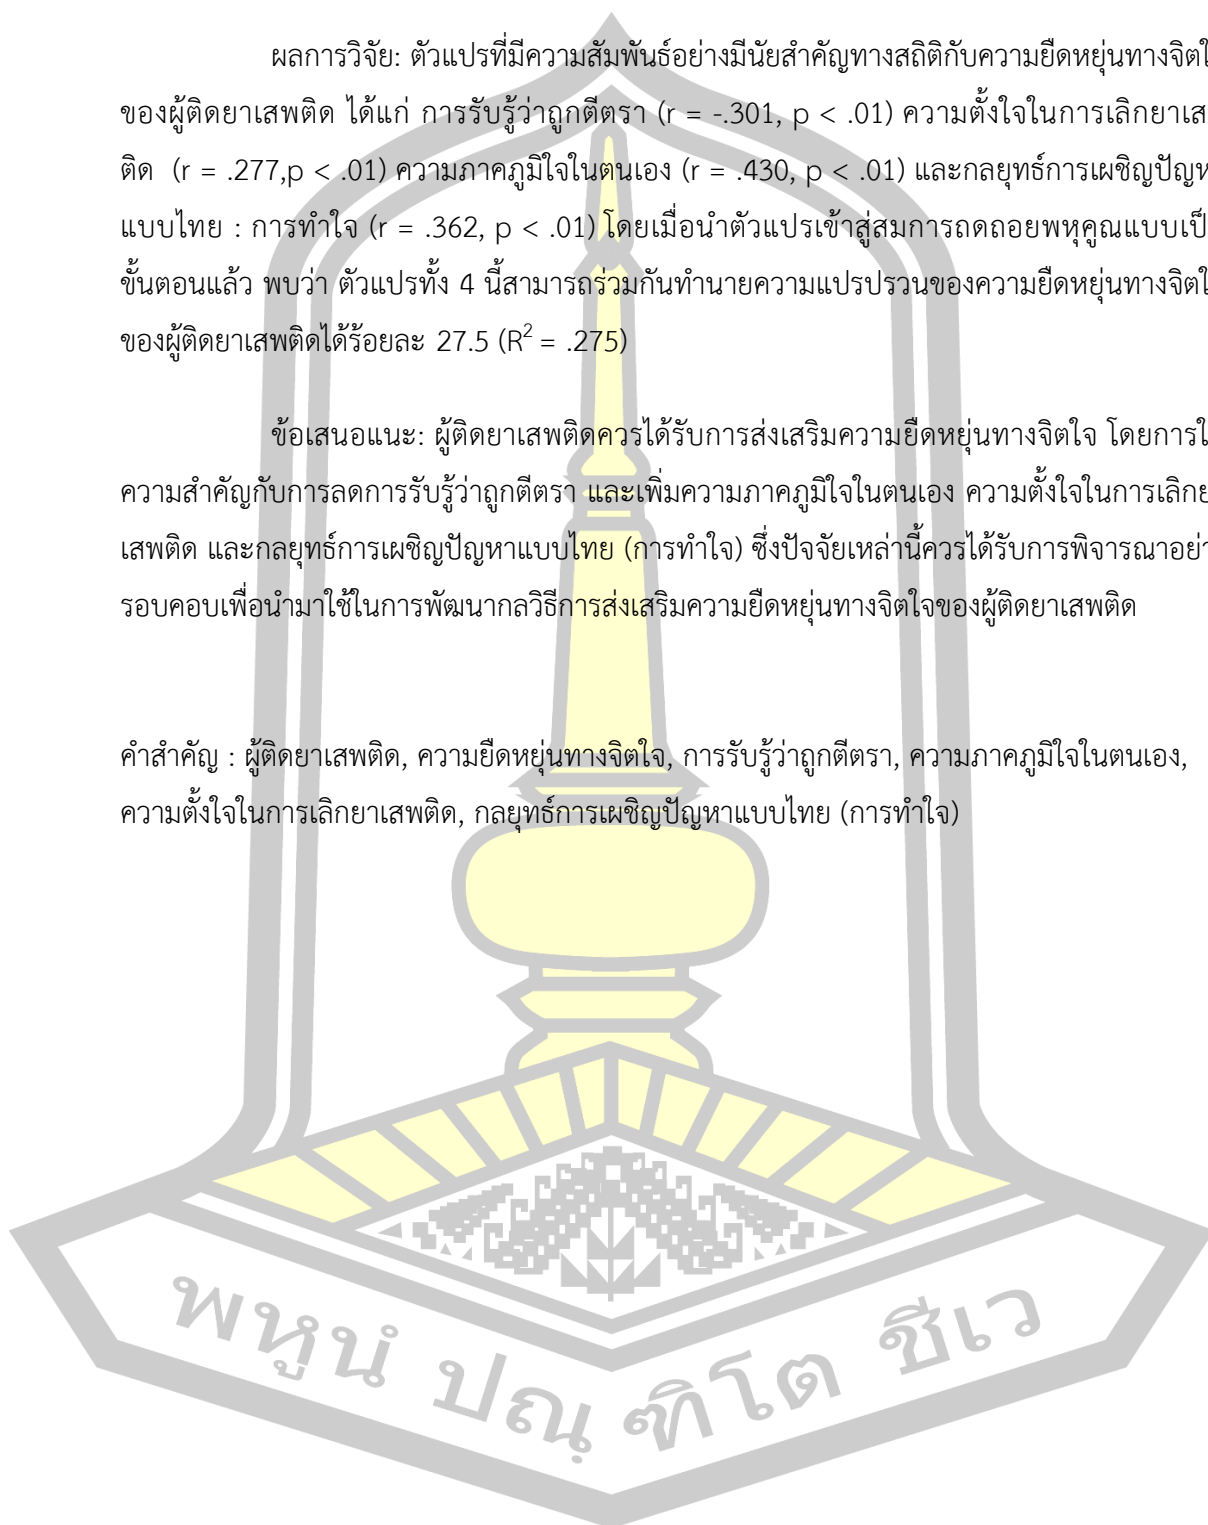 ผลการวิจัย: ตัวแปรที่มีความสัมพันธ์อย่างมีนัยสำคัญทางสถิติกับความยืดหยุ่นทางจิตใ
ของผู้ติดยาเสพติด ได้แก่ การรับรู้ว่าถูกตีตรา (r = -.301, p < .01) ความตั้งใจในการเลิกยาเส
ติด (r = .277,p < .01) ความภาคภูมิใจในตนเอง (r = .430, p < .01) และกลยุทธ์การเผชิญปัญห
แบบไทย : การทำใจ (r = .362, p < .01) โดยเมื่อนำตัวแปรเข้าสู่สมการถดถอยพหุคูณแบบเป็
ขั้นตอนแล้ว พบว่า ตัวแปรทั้ง 4 นี้สามารถร่วมกันทำนายความแปรปรวนของความยืดหยุ่นทางจิตใ
ของผู้ติดยาเสพติดได้ร้อยละ 27.5 (R² = .275)
ข้อเสนอแนะ: ผู้ติดยาเสพติดควรได้รับการส่งเสริมความยืดหยุ่นทางจิตใจ โดยการใ
ความสำคัญกับการลดการรับรู้ว่าถูกตีตรา และเพิ่มความภาคภูมิใจในตนเอง ความตั้งใจในการเลิกย
เสพติด และกลยุทธ์การเผชิญปัญหาแบบไทย (การทำใจ) ซึ่งปัจจัยเหล่านี้ควรได้รับการพิจารณาอย่า
รอบคอบเพื่อนำมาใช้ในการพัฒนากลวิธีการส่งเสริมความยืดหยุ่นทางจิตใจของผู้ติดยาเสพติด
คำสำคัญ : ผู้ติดยาเสพติด, ความยืดหยุ่นทางจิตใจ, การรับรู้ว่าถูกตีตรา, ความภาคภูมิใจในตนเอง,
ความตั้งใจในการเลิกยาเสพติด, กลยุทธ์การเผชิญปัญหาแบบไทย (การทำใจ)
พหูนํ ปณฺ ฑิโต ชีเว